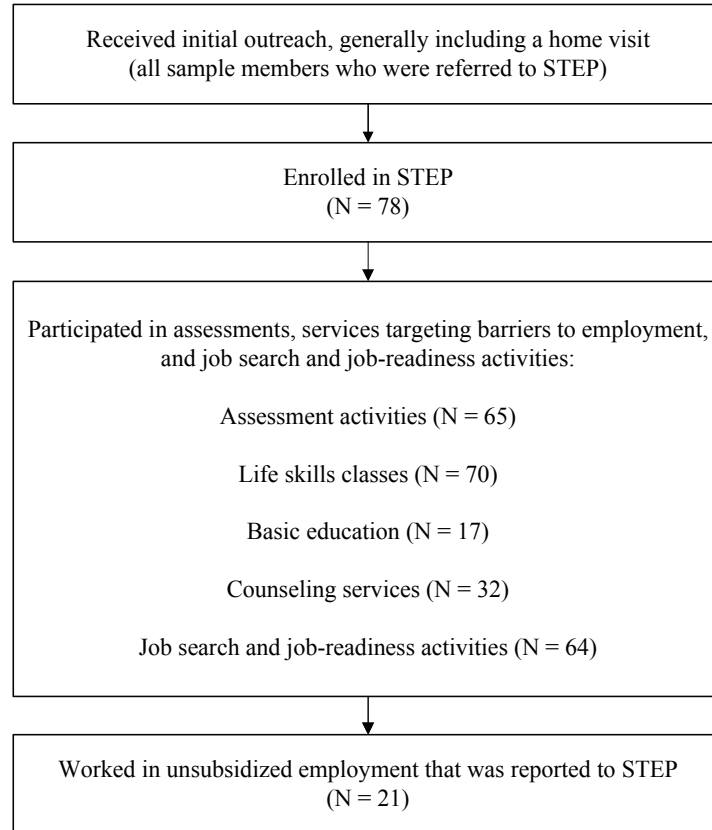 Received initial outreach, generally including a home visit
(all sample members who were referred to STEP)
Enrolled in STEP
(N = 78)
Participated in assessments, services targeting barriers to employment,
and job search and job-readiness activities:
Assessment activities (N = 65)
Life skills classes (N = 70)
Basic education (N = 17)
Counseling services (N = 32)
Job search and job-readiness activities (N = 64)
Worked in unsubsidized employment that was reported to STEP
(N = 21)